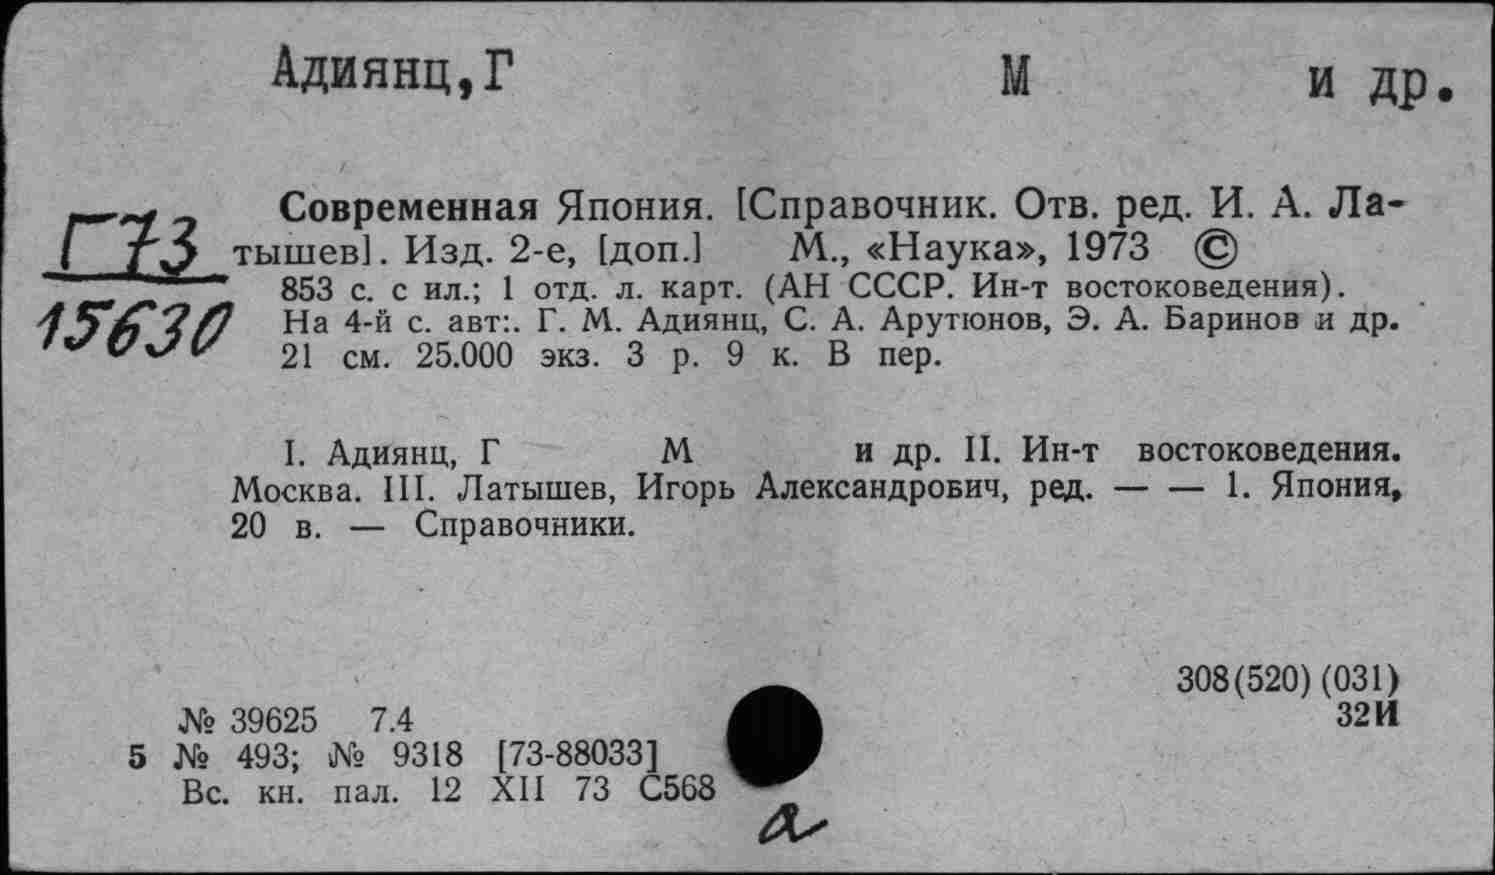 Адиянц,Г М и др.
Современная Япония. [Справочник. Отв. ред. И. А. Ла-
Г73 тышев]. Изд. 2-е, [доп.] М., «Наука», 1973 ©
853 с. с ил.; 1 отд. л. карт. (АН СССР. Ин-т востоковедения).
15630 На 4-й с. авт:. Г. М. Адиянц, С. А. Арутюнов, Э. А. Баринов и др.
21 см. 25.000 экз. 3 р. 9 к. В пер.
I. Адиянц, Г М и др. II. Ин-т востоковедения.
Москва. III. Латышев, Игорь Александрович, ред. — — 1. Япония,
20 в. — Справочники.
308(520)(031)
№ 39625 7.4 32И
5 № 493; № 9318 [73-88033]
Вс. кн. пал. 12 XII 73 С568
а